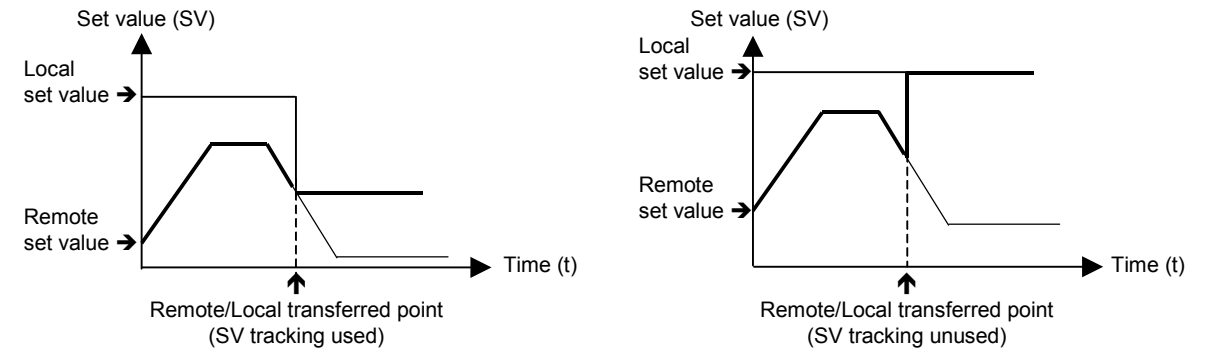 Set value (SV)
Local
set value
Remote
set value
Time (t)
Remote/Local transferred point
(SV tracking used)
Set value (SV)
Local
set value
Remote
set value
Time (t)
Remote/Local transferred point
(SV tracking unused)